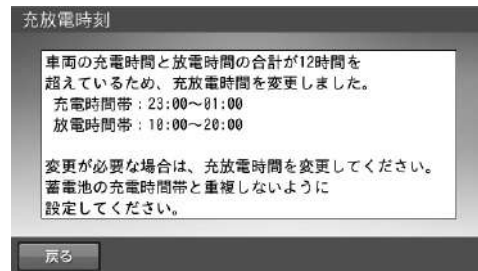 充放電時刻
車両の充電時間と放電時間の合計が12時間を
超えているため、充放電時間を変更しました。
充電時間帯：23:00～01:00
放電時間帯：10:00～20:00
変更が必要な場合は、充放電時間を変更してください。
蓄電池の充電時間帯と重複しないように
設定してください。
戻る